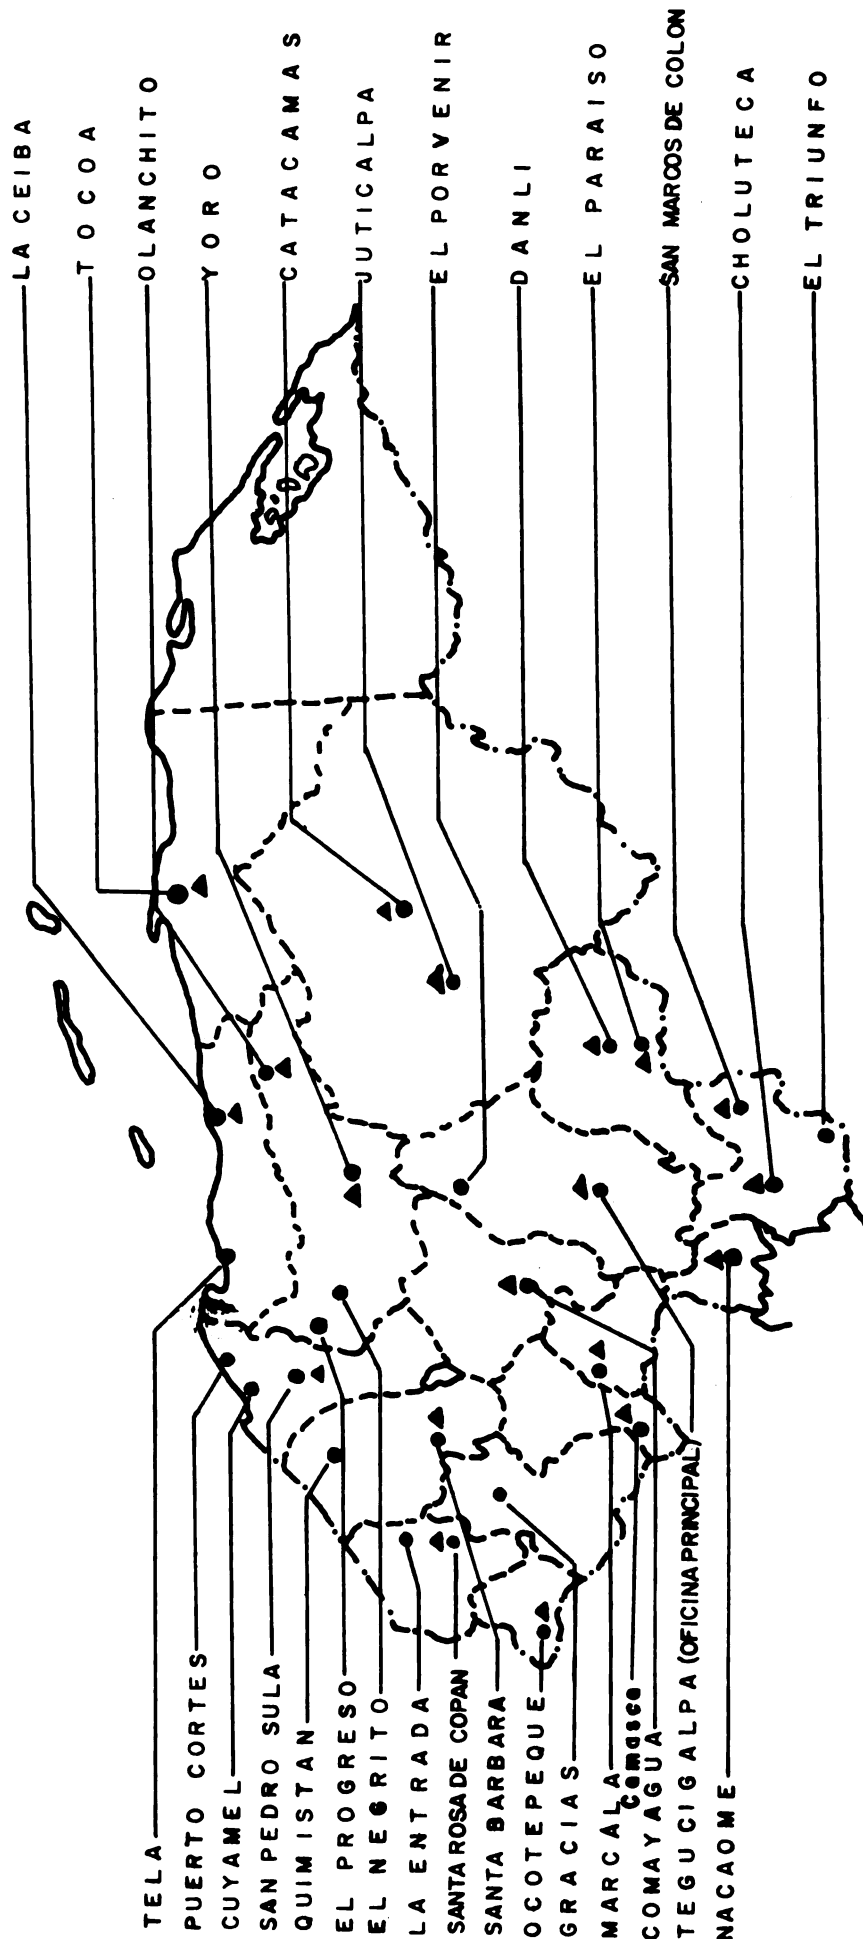 LA CEIBA
TOCOA
OLANCHITO
YORO
CATACAMAS
JUTICALPA
EL PORVENIR
DANLI
EL PARAISO
SAN MARCOS DE COLON
CHOLUTECA
EL TRIUNFO
TELA
PUERTO CORTES
CUYAMEL
SAN PEDRO SULA
QUIMISTAN
EL PROGRESO
EL NEGRITO
LA ENTRADA
SANTA ROSA DE COPAN
SANTA BARBARA
OCOTEPEQUE
GRACIAS
MARCALA
Camasca
COMAYAGUA
TEGUCIGALPA (OFICINA PRINCIPAL)
NACAOME